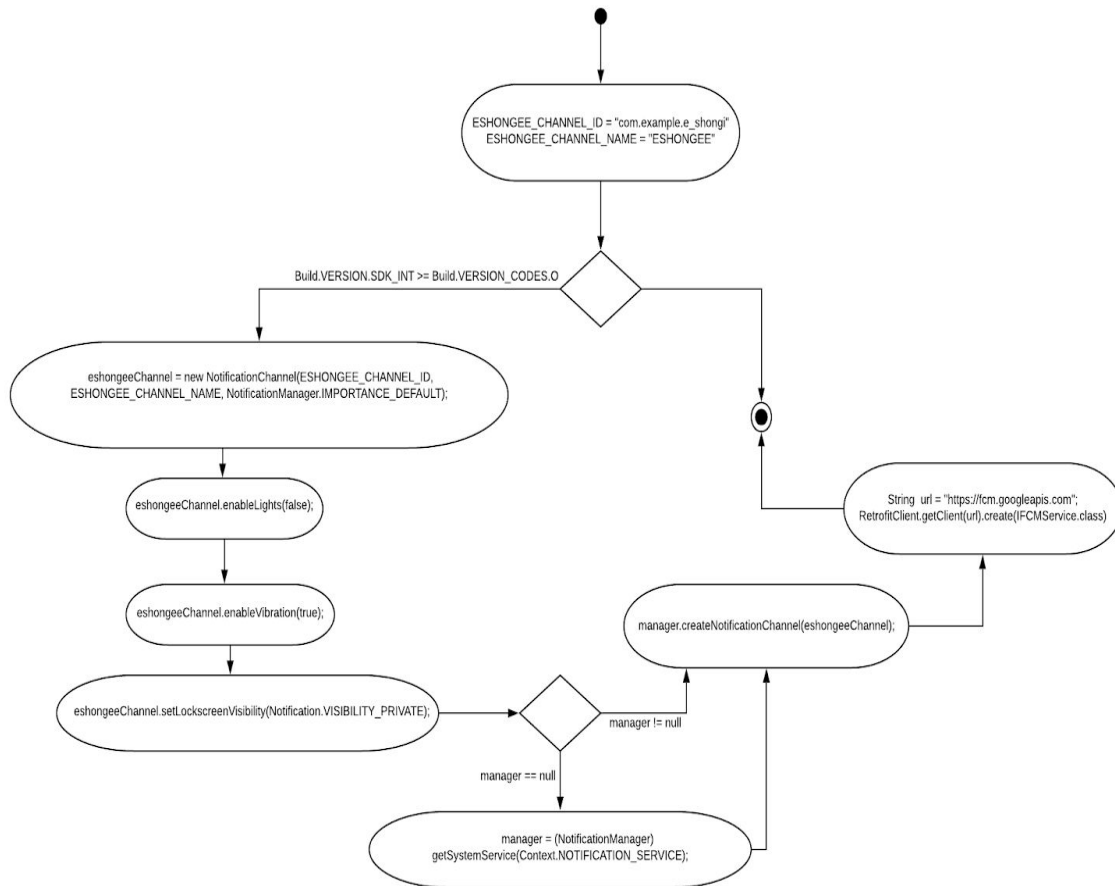 ESHONGEE_CHANNEL_ID = "com.example.e_shongi"
ESHONGEE_CHANNEL_NAME = "ESHONGEE"
Build.VERSION.SDK_INT >= Build.VERSION_CODES.O
eshongeeChannel = new NotificationChannel(ESHONGEE_CHANNEL_ID,
ESHONGEE_CHANNEL_NAME, NotificationManager.IMPORTANCE_DEFAULT);
eshongeeChannel.enableLights(false);
eshongeeChannel.enableVibration(true);
eshongeeChannel.setLockscreenVisibility(Notification.VISIBILITY_PRIVATE);
manager != null
manager == null
manager = (NotificationManager)
getSystemService(Context.NOTIFICATION_SERVICE);
manager.createNotificationChannel(eshongeeChannel);
String url = "https://fcm.googleapis.com";
RetrofitClient.getClient(url).create(IFCMService.class)